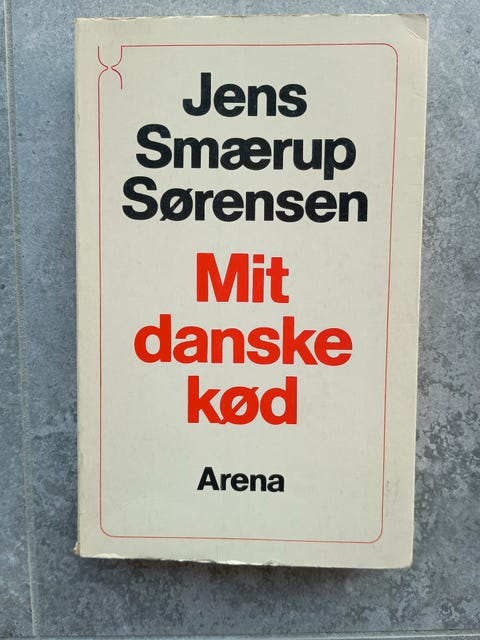 Jens
Smærup
Sørensen
Mit
danske
kød
Arena